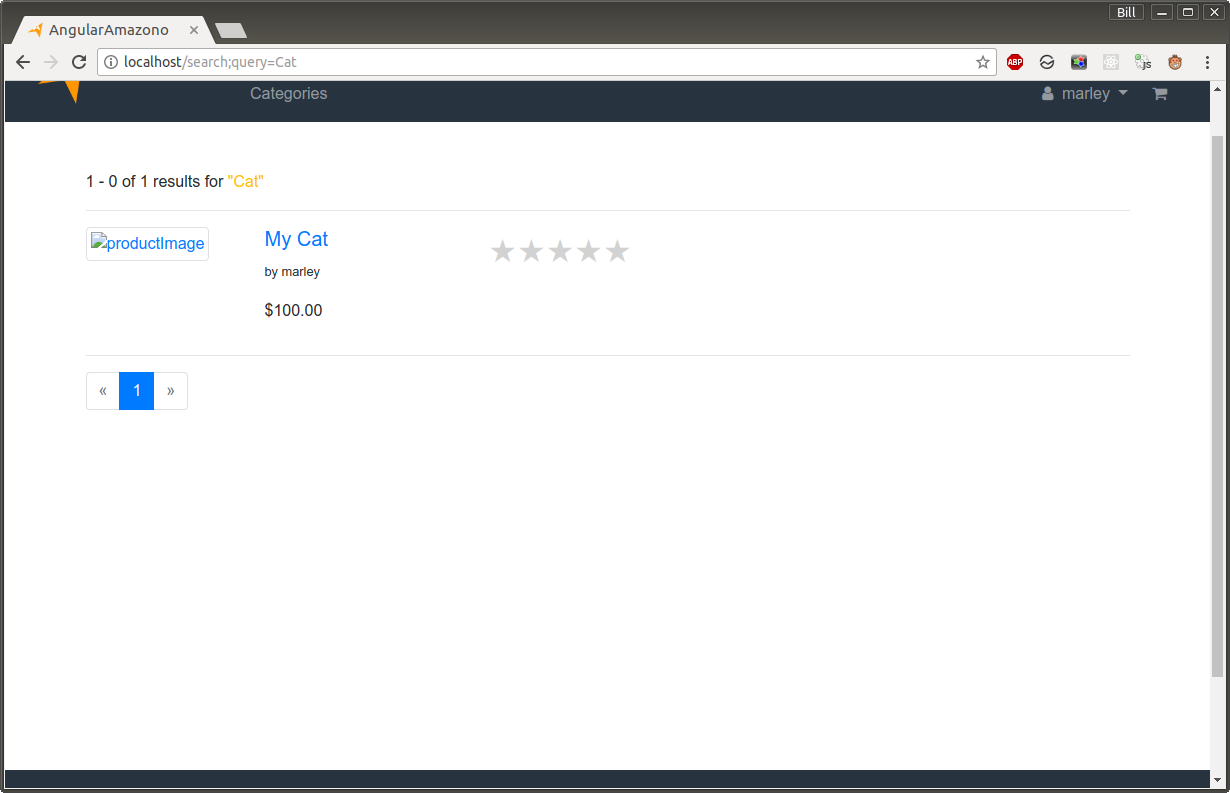 Bill
AngularAmazono
localhost/search;query=Cat
ABP
js
Categories
marley
1 - 0 of 1 results for "Cat"
productImage
My Cat
by marley
$100.00
« 1 »